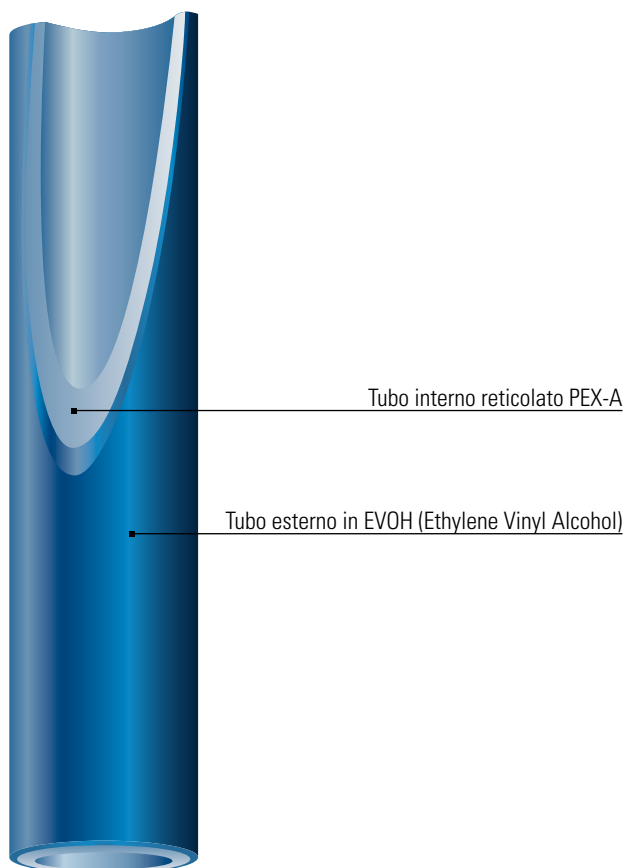 Tubo interno reticolato PEX-A
Tubo esterno in EVOH (Ethylene Vinyl Alcohol)